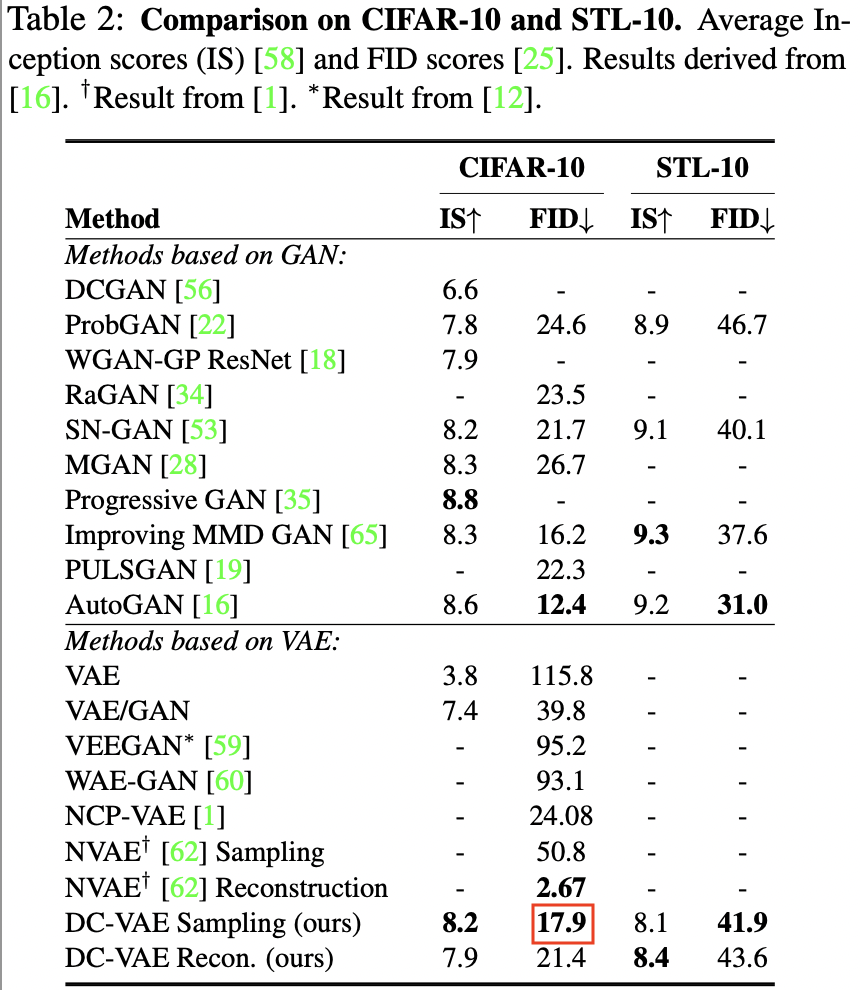 Table 2: Comparison on CIFAR-10 and STL-10. Average In-
ception scores (IS) [58] and FID scores [25]. Results derived from
[16]. †Result from [1]. *Result from [12].
CIFAR-10 STL-10
Method IS↑ FID↓ IS↑ FID↓
Methods based on GAN:
DCGAN [56] 6.6 - - -
ProbGAN [22] 7.8 24.6 8.9 46.7
WGAN-GP ResNet [18] 7.9 - - -
RaGAN [34] - 23.5 - -
SN-GAN [53] 8.2 21.7 9.1 40.1
MGAN [28] 8.3 26.7 - -
Progressive GAN [35] 8.8 - - -
Improving MMD GAN [65] 8.3 16.2 9.3 37.6
PULSGAN [19] - 22.3 - -
AutoGAN [16] 8.6 12.4 9.2 31.0
Methods based on VAE:
VAE 3.8 115.8 - -
VAE/GAN 7.4 39.8 - -
VEEGAN* [59] - 95.2 - -
WAE-GAN [60] - 93.1 - -
NCP-VAE [1] - 24.08 - -
NVAE† [62] Sampling - 50.8 - -
NVAE† [62] Reconstruction - 2.67 - -
DC-VAE Sampling (ours) 8.2 17.9 8.1 41.9
DC-VAE Recon. (ours) 7.9 21.4 8.4 43.6